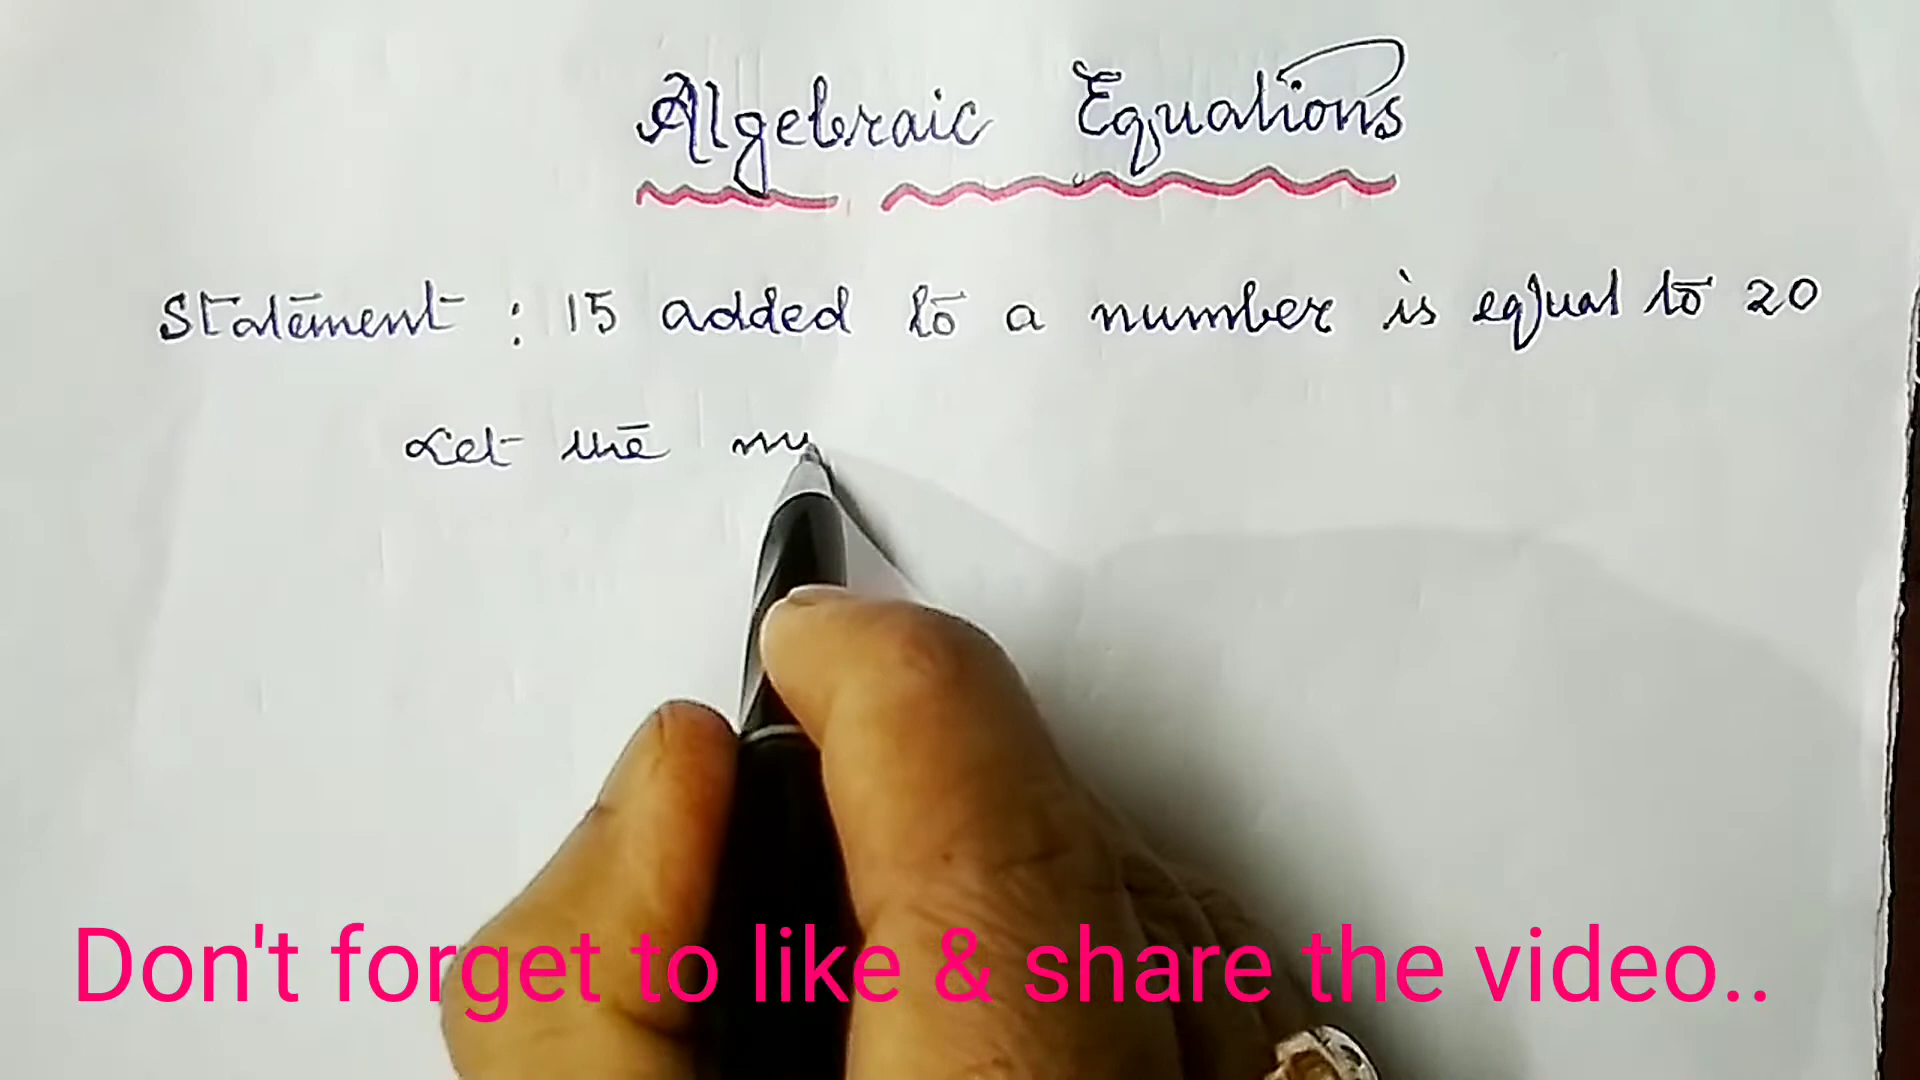 Algebraic Equations
Statement : 15 added to a number is equal to 20
Let the nu
Don't forget to like & share the video..